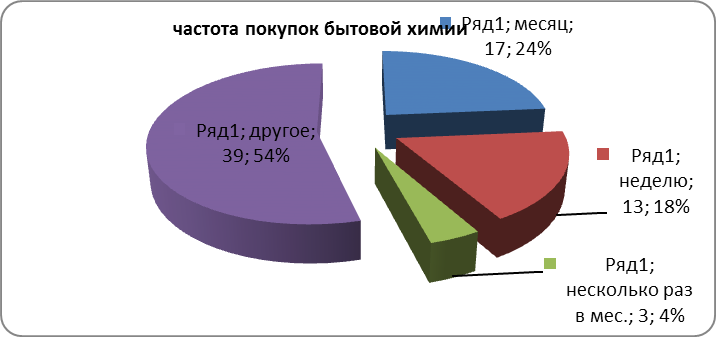 частота покупок бытовой химии
Ряд1; месяц;
17; 24%
Ряд1; другое;
39; 54%
Ряд1;
неделю;
13; 18%
Ряд1;
несколько раз
в мес.; 3; 4%